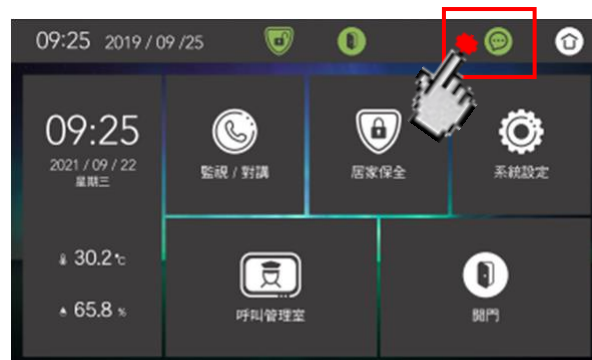 09:25 2019 / 09 /25
09:25
2021 / 09 / 22
星期三
30.2 °c
65.8 %
監視 / 對講
居家保全
系統設定
呼叫管理室
開門